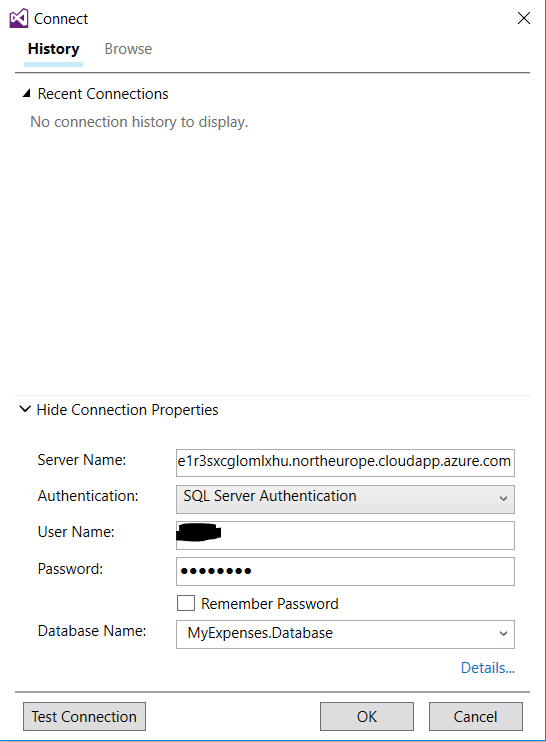 Connect
History Browse
Recent Connections
No connection history to display.
Hide Connection Properties
Server Name: e1r3sxcglomlxhu.northeurope.cloudapp.azure.com
Authentication: SQL Server Authentication
User Name:
Password: ●●●●●●●●
Remember Password
Database Name: MyExpenses.Database
Details...
Test Connection OK Cancel